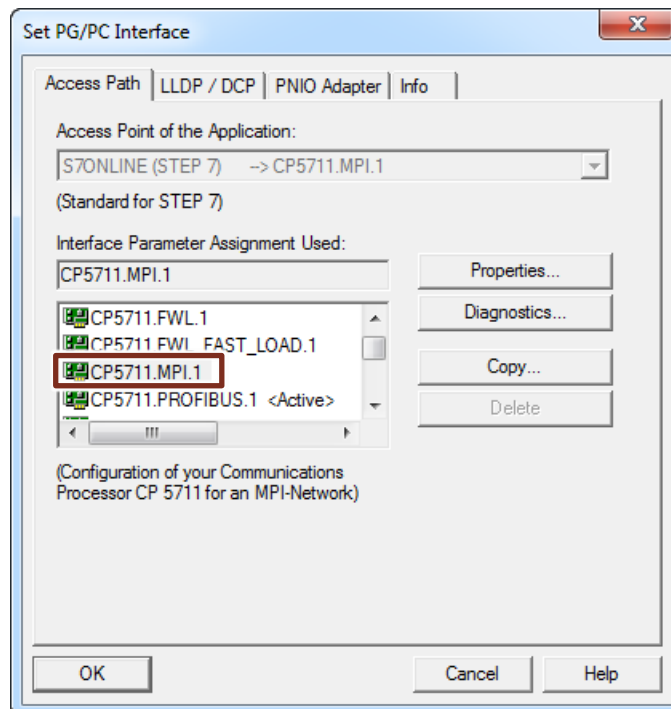 Set PG/PC Interface
Access Path LLDP / DCP PNIO Adapter Info
Access Point of the Application:
S7ONLINE (STEP 7) --> CP5711.MPI.1
(Standard for STEP 7)
Interface Parameter Assignment Used:
CP5711.MPI.1
Properties...
CP5711.FWL.1
Diagnostics...
CP5711.FWL_FAST_LOAD.1
CP5711.MPI.1
Copy...
CP5711.PROFIBUS.1 <Active>
Delete
(Configuration of your Communications
Processor CP 5711 for an MPI-Network)
OK Cancel Help